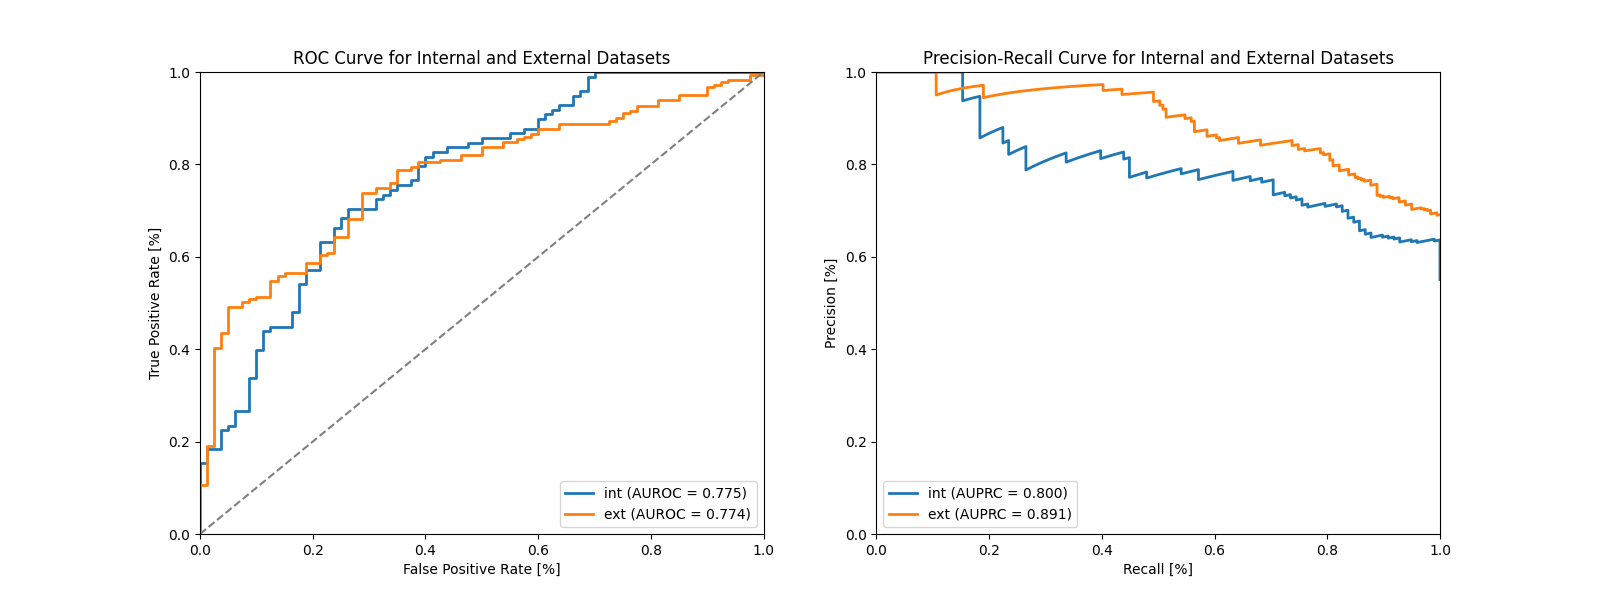 ROC Curve for Internal and External Datasets
1.0
0.8
0.6
0.4
0.2
0.0
True Positive Rate [%]
int (AUROC = 0.775)
ext (AUROC = 0.774)
0.0 0.2 0.4 0.6 0.8 1.0
False Positive Rate [%]
Precision-Recall Curve for Internal and External Datasets
1.0
0.8
0.6
0.4
0.2
0.0
Precision [%]
int (AUPRC = 0.800)
ext (AUPRC = 0.891)
0.0 0.2 0.4 0.6 0.8 1.0
Recall [%]